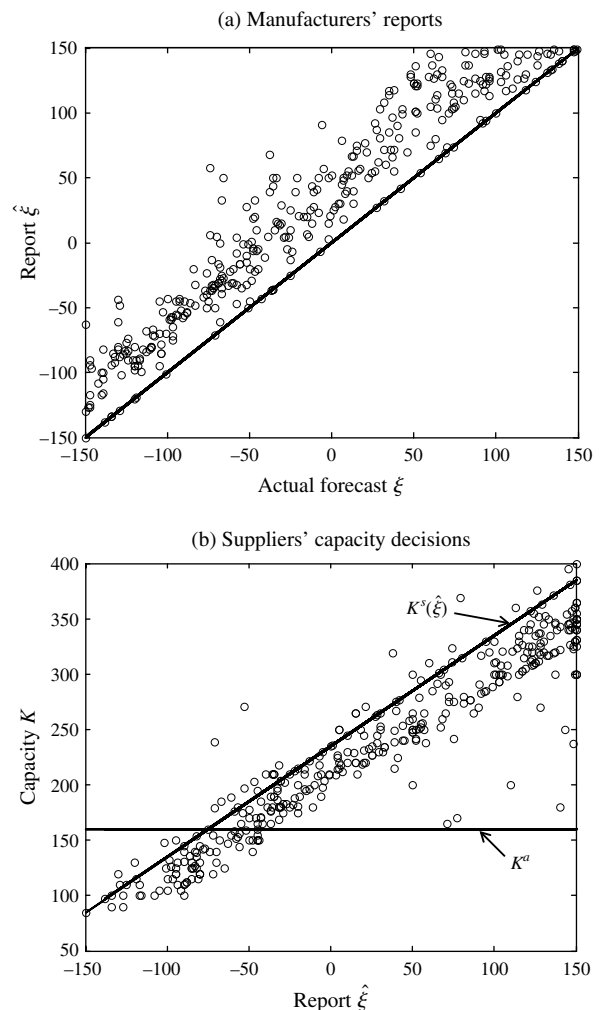 (a) Manufacturers’ reports
150
100
50
0
−50
−100
−150
Report ξ̂
−150 −100 −50 0 50 100 150
Actual forecast ξ
(b) Suppliers’ capacity decisions
400
350
300
250
200
150
100
50
Capacity K
Kˢ(ξ̂)
Kᵃ
−150 −100 −50 0 50 100 150
Report ξ̂